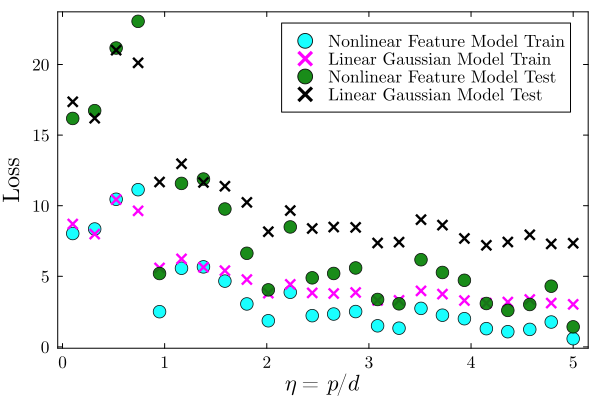 Nonlinear Feature Model Train
Linear Gaussian Model Train
Nonlinear Feature Model Test
Linear Gaussian Model Test
Loss
20
15
10
5
0
0 1 2 3 4 5
η = p/d